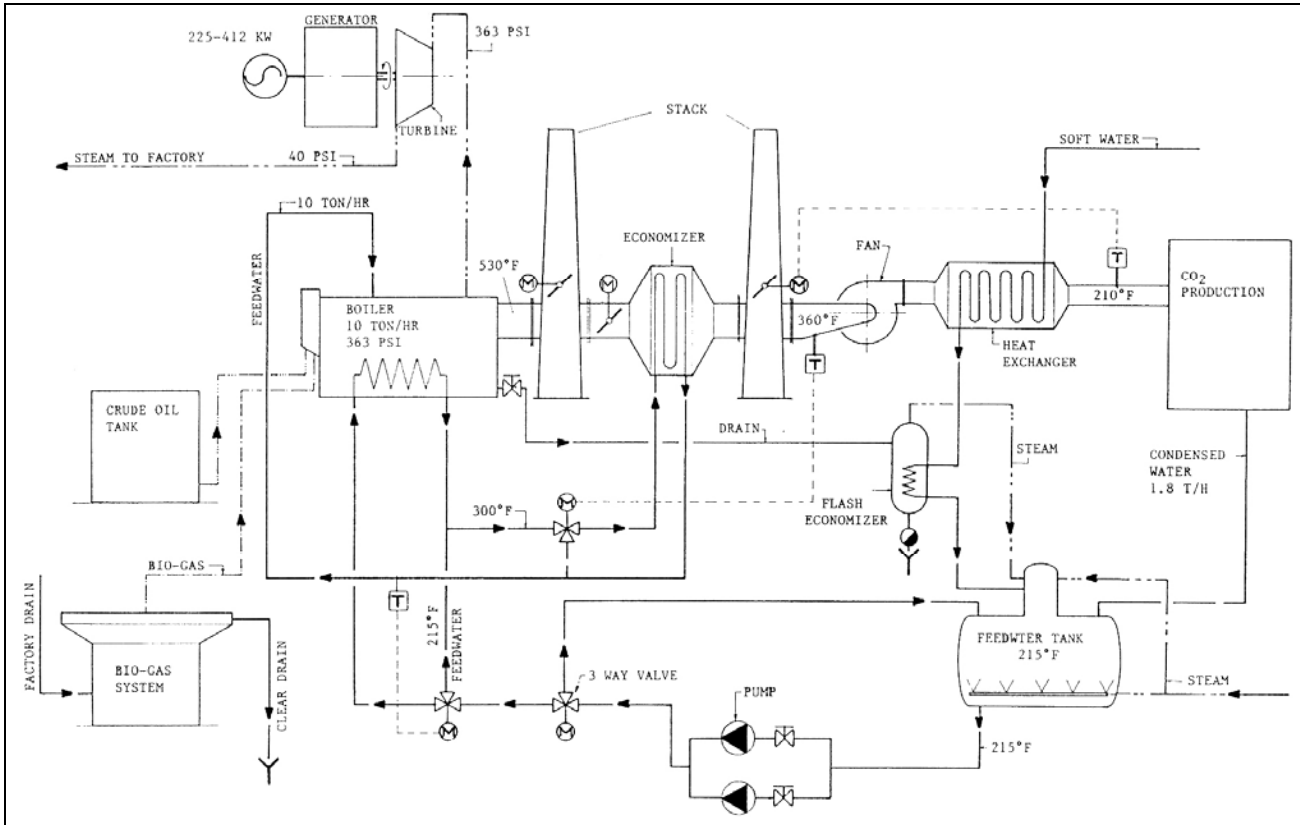 GENERATOR
363 PSI
225-412 KW
TURBINE
STACK
STEAM TO FACTORY
40 PSI
SOFT WATER
10 TON/HR
ECONOMIZER
FAN
530°F
M
M
M
T
CO2
PRODUCTION
FEEDWATER
BOILER
10 TON/HR
363 PSI
360°F
210°F
T
HEAT
EXCHANGER
CRUDE OIL
TANK
DRAIN
STEAM
CONDENSED
WATER
1.8 T/H
M
FLASH
ECONOMIZER
300°F
BIO-GAS
T
FACTORY DRAIN
215°F
FEEDWATER
FEEDWTER TANK
215°F
BIO-GAS
SYSTEM
CLEAR DRAIN
3 WAY VALVE
PUMP
STEAM
M
M
215°F